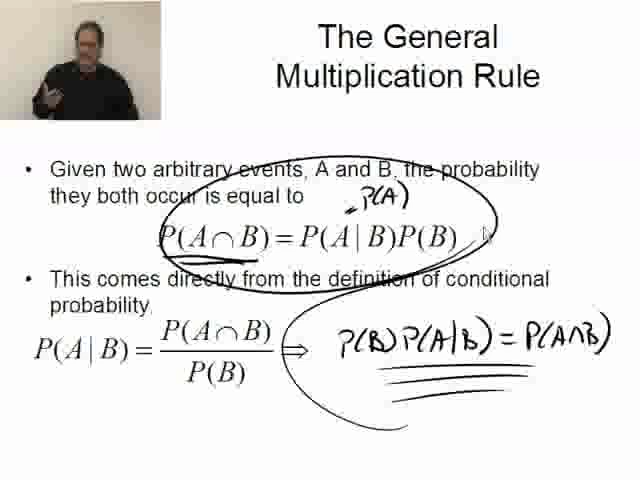 The General
Multiplication Rule
• Given two arbitrary events, A and B, the probability
they both occur is equal to
P(A)
P(A ∩ B) = P(A | B)P(B)
• This comes directly from the definition of conditional
probability.
P(A | B) = P(A ∩ B) / P(B) ⇒ P(B) P(A|B) = P(A∩B)